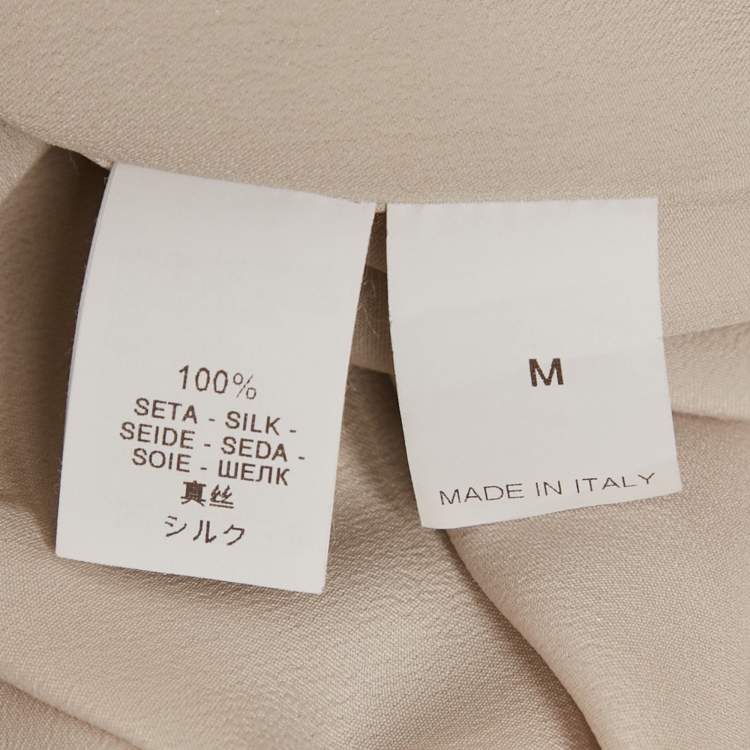 100%
SETA - SILK -
SEIDE - SEDA -
SOIE - ШЕЛК
真丝
シルク
M
MADE IN ITALY